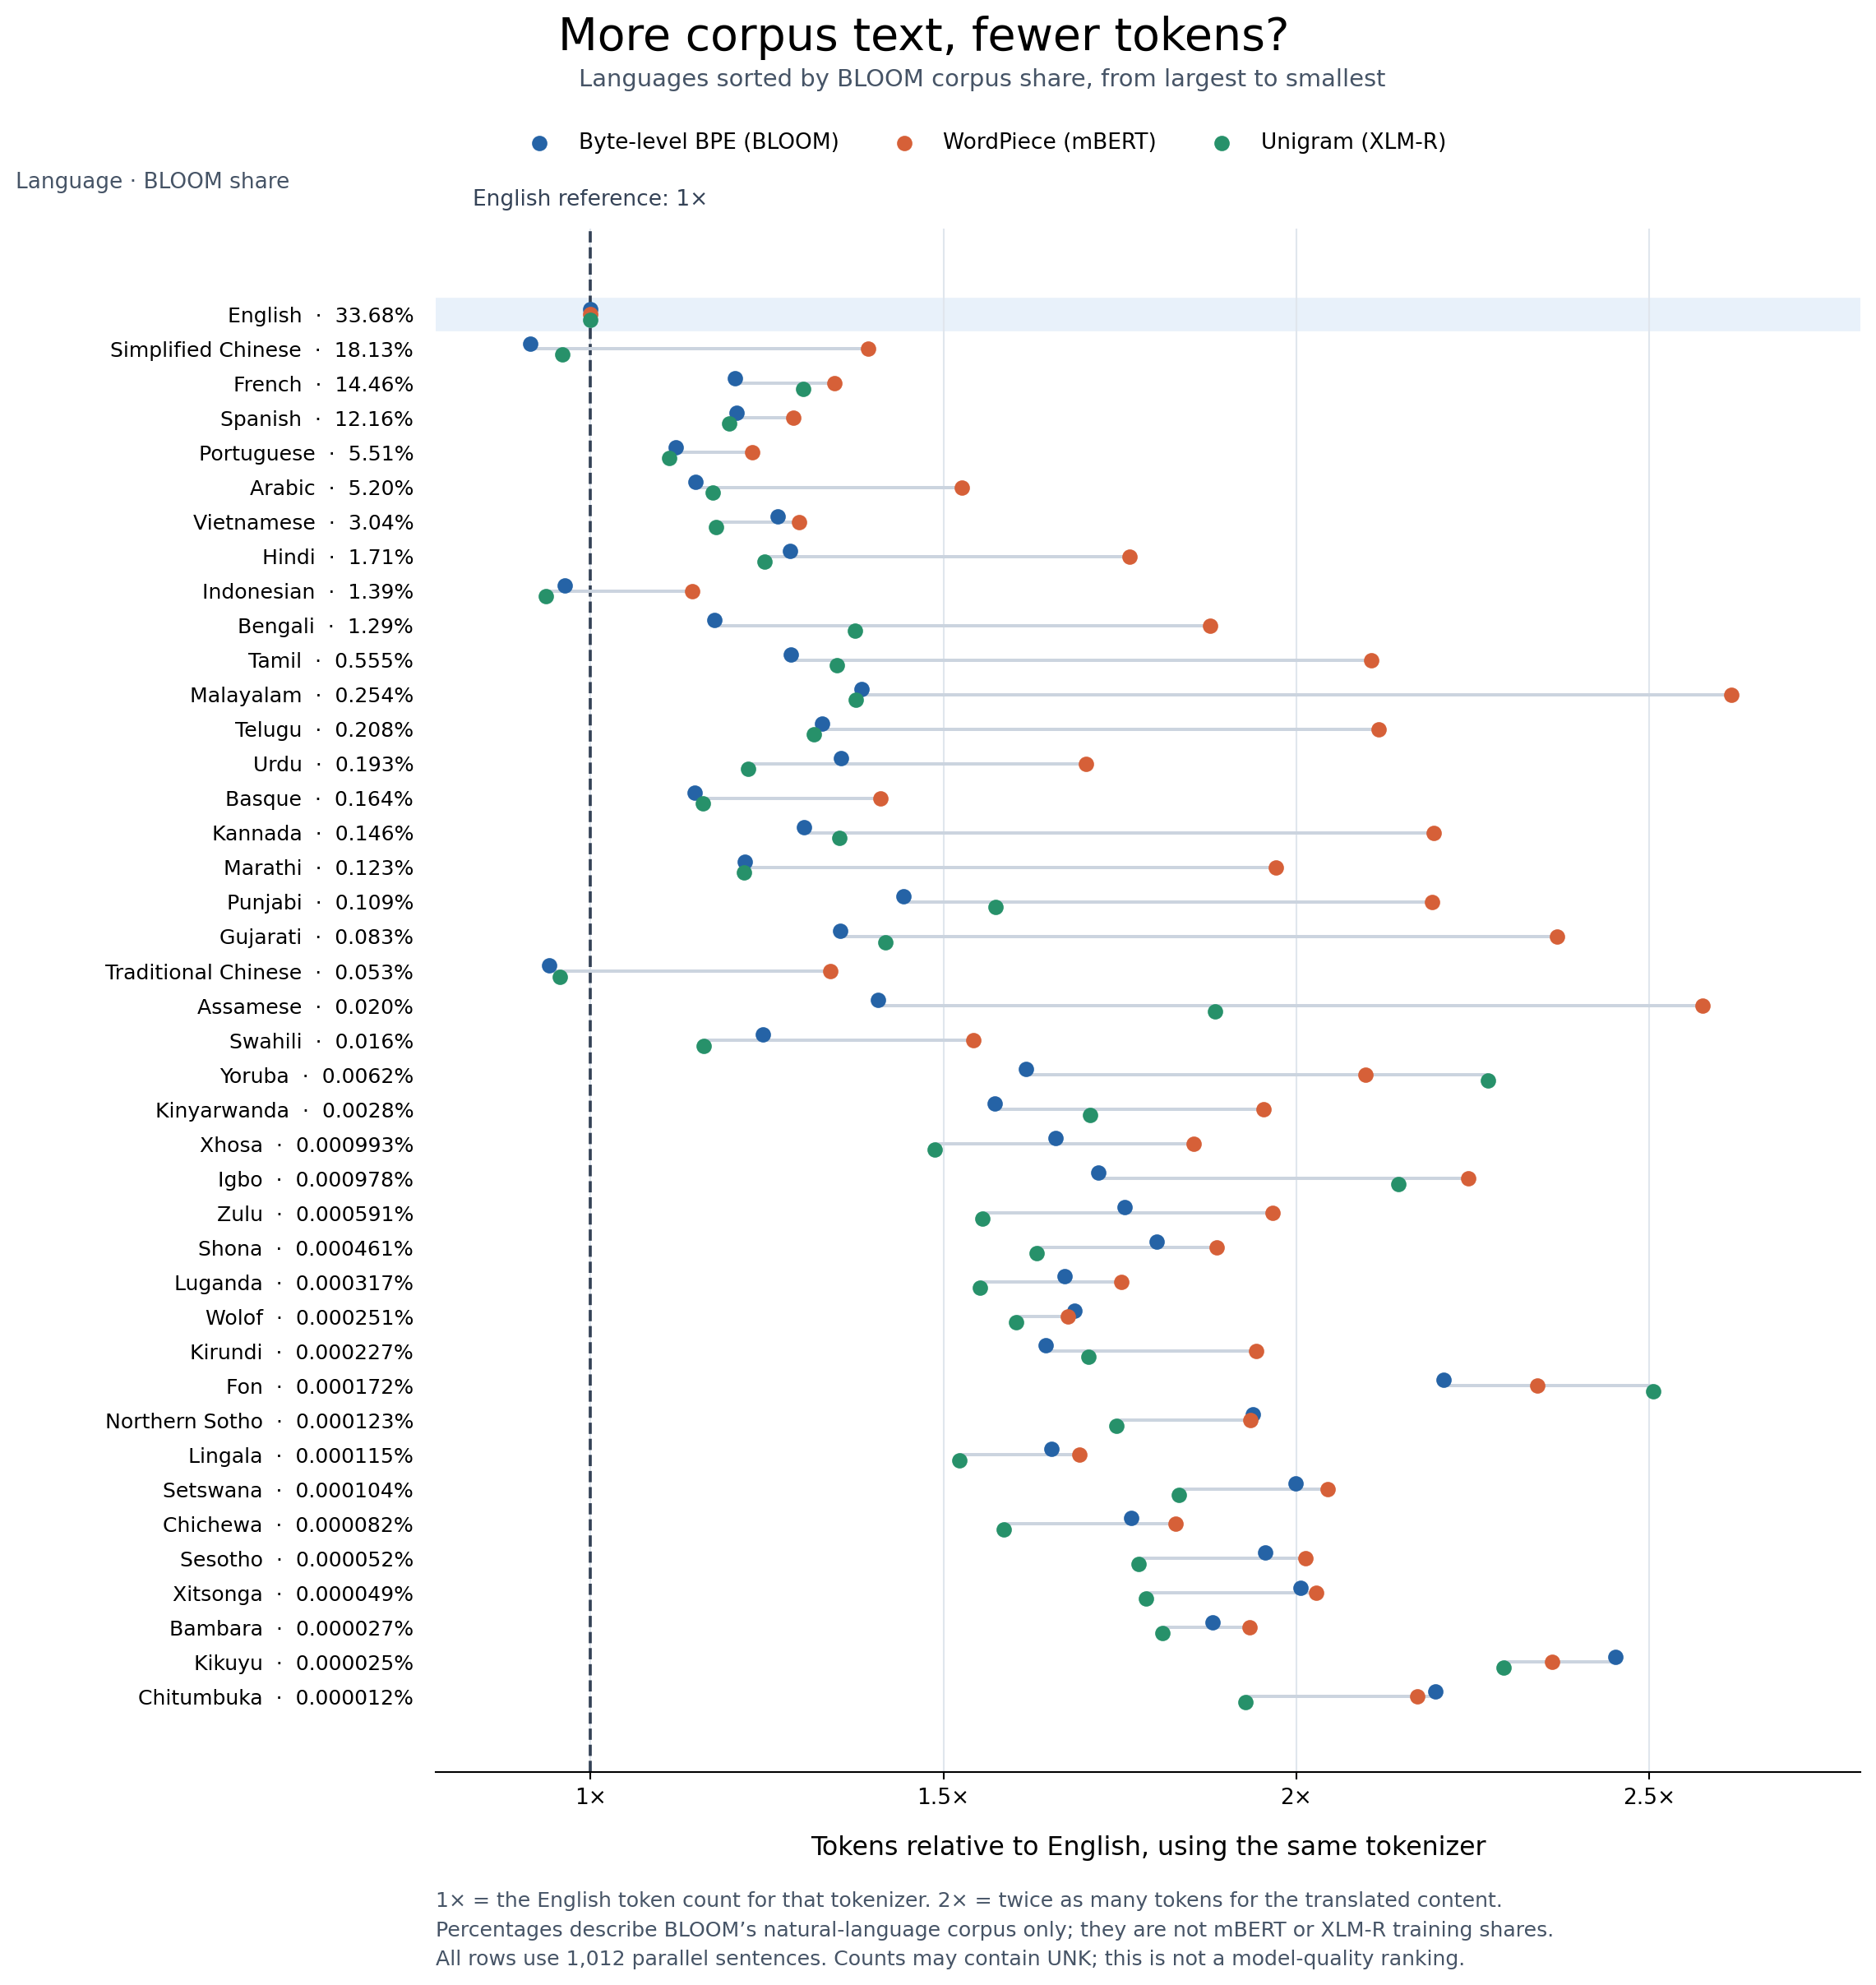 More corpus text, fewer tokens?
Languages sorted by BLOOM corpus share, from largest to smallest
Byte-level BPE (BLOOM)
WordPiece (mBERT)
Unigram (XLM-R)
Language · BLOOM share
English reference: 1×
English · 33.68%
Simplified Chinese · 18.13%
French · 14.46%
Spanish · 12.16%
Portuguese · 5.51%
Arabic · 5.20%
Vietnamese · 3.04%
Hindi · 1.71%
Indonesian · 1.39%
Bengali · 1.29%
Tamil · 0.555%
Malayalam · 0.254%
Telugu · 0.208%
Urdu · 0.193%
Basque · 0.164%
Kannada · 0.146%
Marathi · 0.123%
Punjabi · 0.109%
Gujarati · 0.083%
Traditional Chinese · 0.053%
Assamese · 0.020%
Swahili · 0.016%
Yoruba · 0.0062%
Kinyarwanda · 0.0028%
Xhosa · 0.000993%
Igbo · 0.000978%
Zulu · 0.000591%
Shona · 0.000461%
Luganda · 0.000317%
Wolof · 0.000251%
Kirundi · 0.000227%
Fon · 0.000172%
Northern Sotho · 0.000123%
Lingala · 0.000115%
Setswana · 0.000104%
Chichewa · 0.000082%
Sesotho · 0.000052%
Xitsonga · 0.000049%
Bambara · 0.000027%
Kikuyu · 0.000025%
Chitumbuka · 0.000012%
1× 1.5× 2× 2.5×
Tokens relative to English, using the same tokenizer
1× = the English token count for that tokenizer. 2× = twice as many tokens for the translated content.
Percentages describe BLOOM’s natural-language corpus only; they are not mBERT or XLM-R training shares.
All rows use 1,012 parallel sentences. Counts may contain UNK; this is not a model-quality ranking.